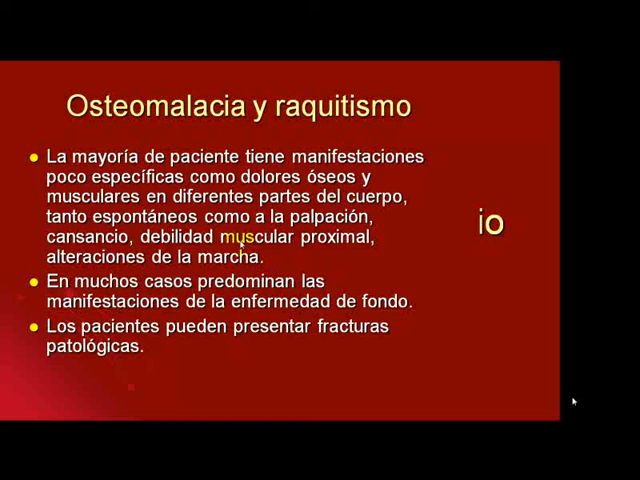 Osteomalacia y raquitismo
La mayoría de paciente tiene manifestaciones
poco específicas como dolores óseos y
musculares en diferentes partes del cuerpo,
tanto espontáneos como a la palpación,
cansancio, debilidad muscular proximal,
alteraciones de la marcha.
En muchos casos predominan las
manifestaciones de la enfermedad de fondo.
Los pacientes pueden presentar fracturas
patológicas.
io